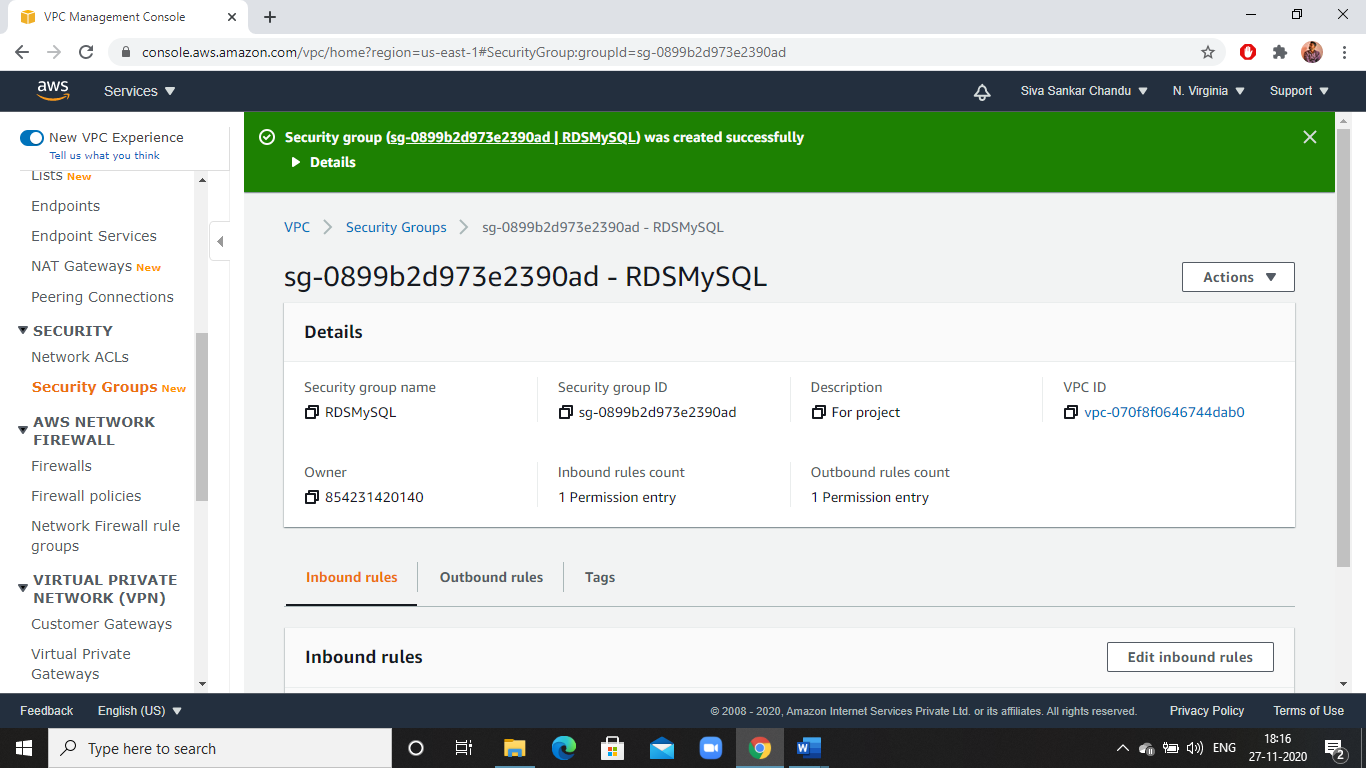 VPC Management Console
console.aws.amazon.com/vpc/home?region=us-east-1#SecurityGroup:groupId=sg-0899b2d973e2390ad
aws Services Siva Sankar Chandu N. Virginia Support
New VPC Experience
Tell us what you think
Lists New
Endpoints
Endpoint Services
NAT Gateways New
Peering Connections
SECURITY
Network ACLs
Security Groups New
AWS NETWORK
FIREWALL
Firewalls
Firewall policies
Network Firewall rule
groups
VIRTUAL PRIVATE
NETWORK (VPN)
Customer Gateways
Virtual Private
Gateways
Security group (sg-0899b2d973e2390ad | RDSMySQL) was created successfully
Details
VPC Security Groups sg-0899b2d973e2390ad - RDSMySQL
sg-0899b2d973e2390ad - RDSMySQL
Actions
Details
Security group name Security group ID Description VPC ID
RDSMySQL sg-0899b2d973e2390ad For project vpc-070f8f0646744dab0
Owner Inbound rules count Outbound rules count
854231420140 1 Permission entry 1 Permission entry
Inbound rules Outbound rules Tags
Inbound rules Edit inbound rules
Feedback English (US) © 2008 - 2020, Amazon Internet Services Private Ltd. or its affiliates. All rights reserved. Privacy Policy Terms of Use
Type here to search
ENG
18:16
27-11-2020
2